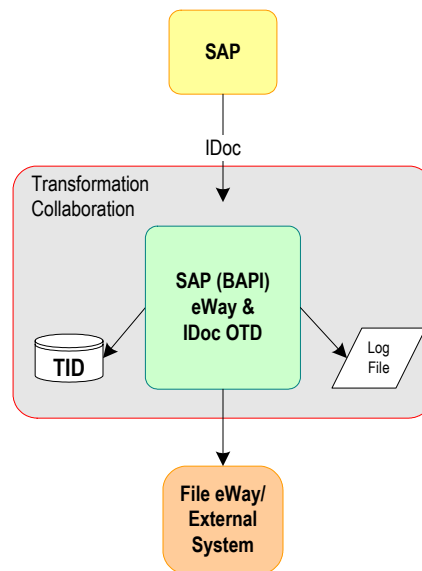 SAP
IDoc
Transformation
Collaboration
SAP (BAPI)
eWay &
IDoc OTD
TID
Log
File
File eWay/
External
System